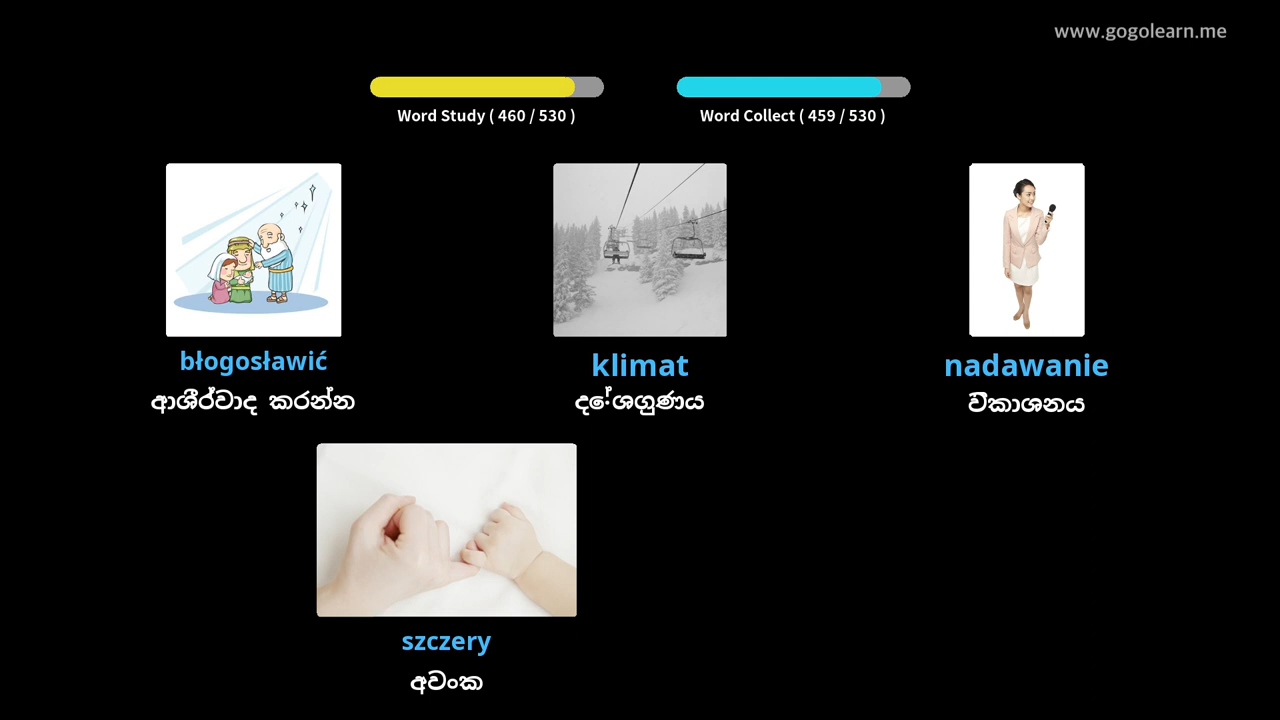 www.gogolearn.me
Word Study ( 460 / 530 )
Word Collect ( 459 / 530 )
błogosławić
ආශීර්වාද කරන්න
klimat
දේශගුණය
nadawanie
විකාශනය
szczery
අවංක